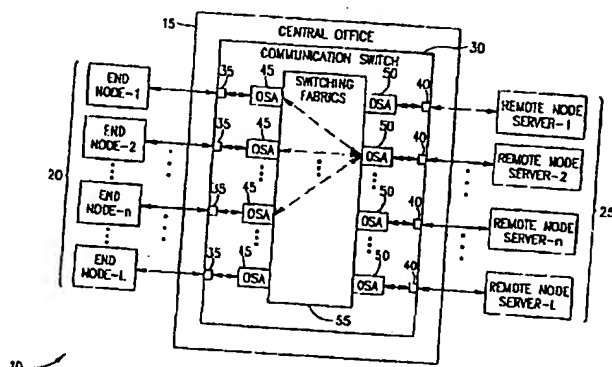 15
CENTRAL OFFICE
30
COMMUNICATION SWITCH
END NODE-1
35
45
OSA
SWITCHING FABRICS
50
OSA
40
REMOTE NODE SERVER-1
END NODE-2
35
45
OSA
50
OSA
40
REMOTE NODE SERVER-2
20
25
END NODE-n
35
45
OSA
50
OSA
40
REMOTE NODE SERVER-n
END NODE-L
35
45
OSA
50
OSA
40
REMOTE NODE SERVER-L
55
10